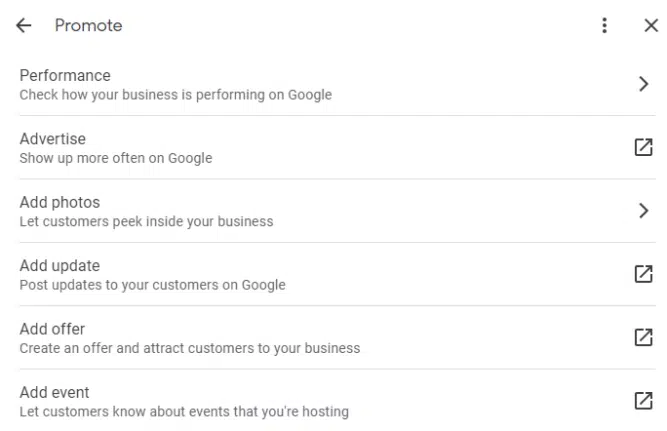 Promote
Performance
Check how your business is performing on Google
Advertise
Show up more often on Google
Add photos
Let customers peek inside your business
Add update
Post updates to your customers on Google
Add offer
Create an offer and attract customers to your business
Add event
Let customers know about events that you're hosting